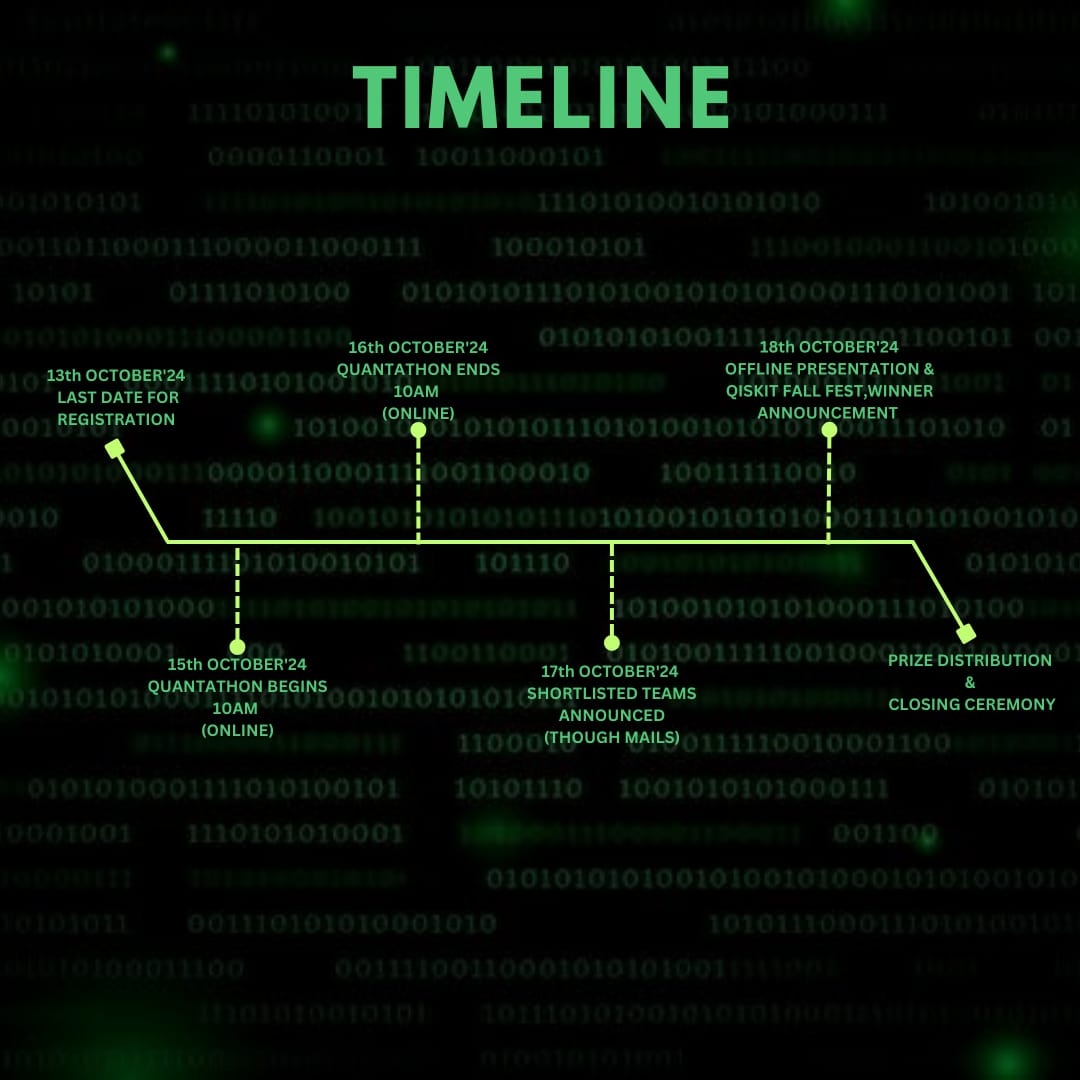 TIMELINE
13th OCTOBER'24
LAST DATE FOR
REGISTRATION
15th OCTOBER'24
QUANTATHON BEGINS
10AM
(ONLINE)
16th OCTOBER'24
QUANTATHON ENDS
10AM
(ONLINE)
17th OCTOBER'24
SHORTLISTED TEAMS
ANNOUNCED
(THOUGH MAILS)
18th OCTOBER'24
OFFLINE PRESENTATION &
QISKIT FALL FEST,WINNER
ANNOUNCEMENT
PRIZE DISTRIBUTION
&
CLOSING CEREMONY